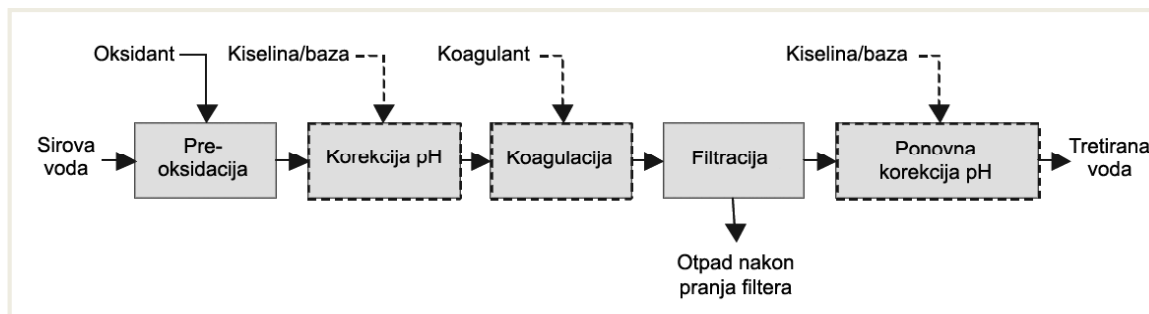 Oksidant
Kiselina/baza
Koagulant
Kiselina/baza
Sirova
voda
Pre-
oksidacija
Korekcija pH
Koagulacija
Filtracija
Ponovna
korekcija pH
Tretirana
voda
Otpad nakon
pranja filtera